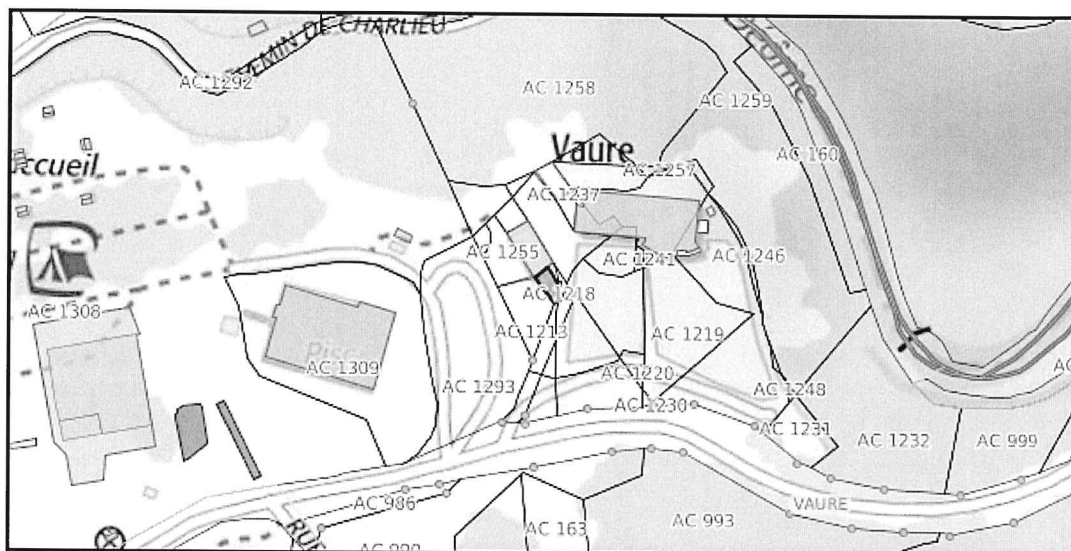 CHEMIN DE CHARLIEU
AC 1292
AC 1258
AC 1259
Vaure
AC 160
AC 1257
AC 1237
AC 1255
AC 1241
AC 1246
AC 1218
AC 1308
AC 1213
AC 1219
AC 1309
AC 1293
AC 1220
AC 1248
AC 1230
AC 1231
AC 1232
AC 999
AC 986
VAURE
AC 163
AC 993